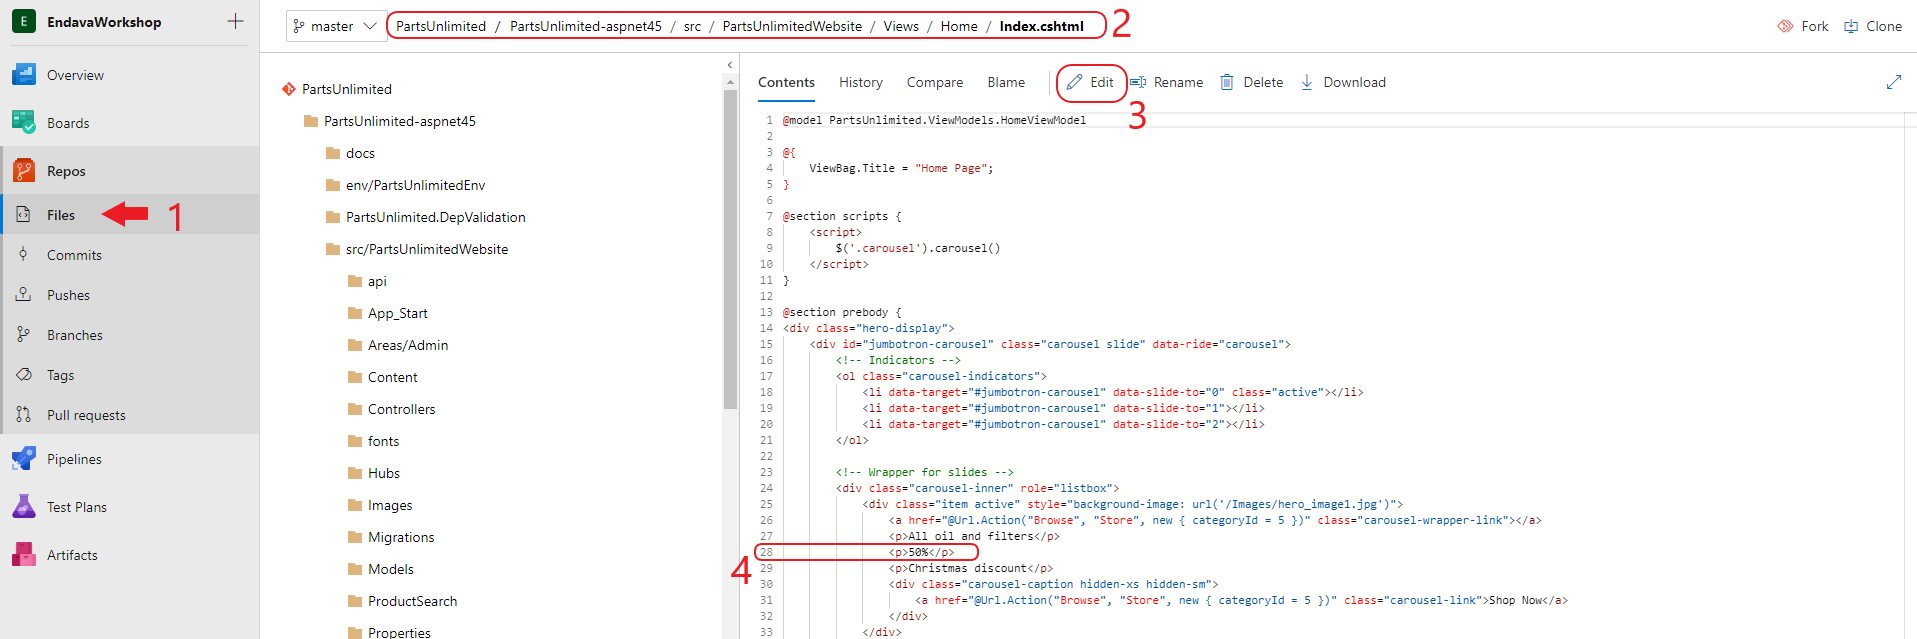 E EndavaWorkshop +
Overview
Boards
Repos
Files 1
Commits
Pushes
Branches
Tags
Pull requests
Pipelines
Test Plans
Artifacts
master PartsUnlimited / PartsUnlimited-aspnet45 / src / PartsUnlimitedWebsite / Views / Home / Index.cshtml 2
Fork Clone
PartsUnlimited
PartsUnlimited-aspnet45
docs
env/PartsUnlimitedEnv
PartsUnlimited.DepValidation
src/PartsUnlimitedWebsite
api
App_Start
Areas/Admin
Content
Controllers
fonts
Hubs
Images
Migrations
Models
ProductSearch
Properties
Contents History Compare Blame Edit Rename Delete Download
3
1 @model PartsUnlimited.ViewModels.HomeViewModel
2
3 @{
4 ViewBag.Title = "Home Page";
5 }
6
7 @section scripts {
8 <script>
9 $('.carousel').carousel()
10 </script>
11 }
12
13 @section prebody {
14 <div class="hero-display">
15 <div id="jumbotron-carousel" class="carousel slide" data-ride="carousel">
16 <!-- Indicators -->
17 <ol class="carousel-indicators">
18 <li data-target="#jumbotron-carousel" data-slide-to="0" class="active"></li>
19 <li data-target="#jumbotron-carousel" data-slide-to="1"></li>
20 <li data-target="#jumbotron-carousel" data-slide-to="2"></li>
21 </ol>
22
23 <!-- Wrapper for slides -->
24 <div class="carousel-inner" role="listbox">
25 <div class="item active" style="background-image: url('/Images/hero_image1.jpg')">
26 <a href="@Url.Action("Browse", "Store", new { categoryId = 5 })" class="carousel-wrapper-link"></a>
27 <p>All oil and filters</p>
28 <p>50%</p>
4
29 <p>Christmas discount</p>
30 <div class="carousel-caption hidden-xs hidden-sm">
31 <a href="@Url.Action("Browse", "Store", new { categoryId = 5 })" class="carousel-link">Shop Now</a>
32 </div>
33 </div>